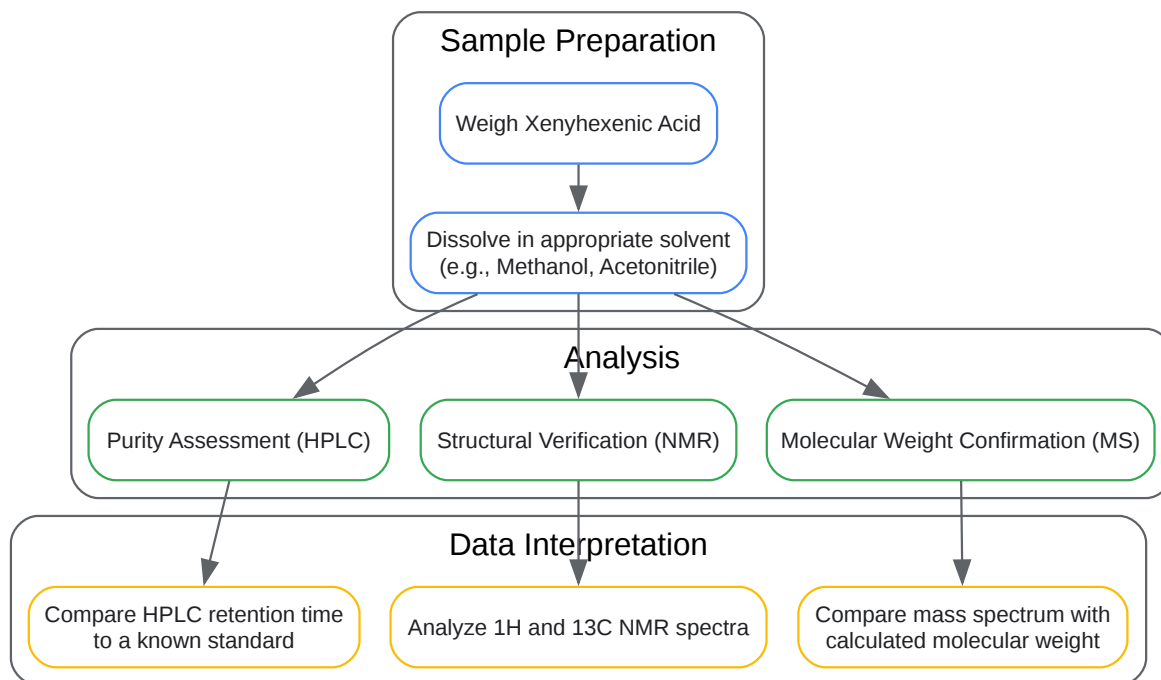 Sample Preparation
Weigh Xenyhexenic Acid
Dissolve in appropriate solvent
(e.g., Methanol, Acetonitrile)
Analysis
Purity Assessment (HPLC)
Structural Verification (NMR)
Molecular Weight Confirmation (MS)
Data Interpretation
Compare HPLC retention time
to a known standard
Analyze 1H and 13C NMR spectra
Compare mass spectrum with
calculated molecular weight